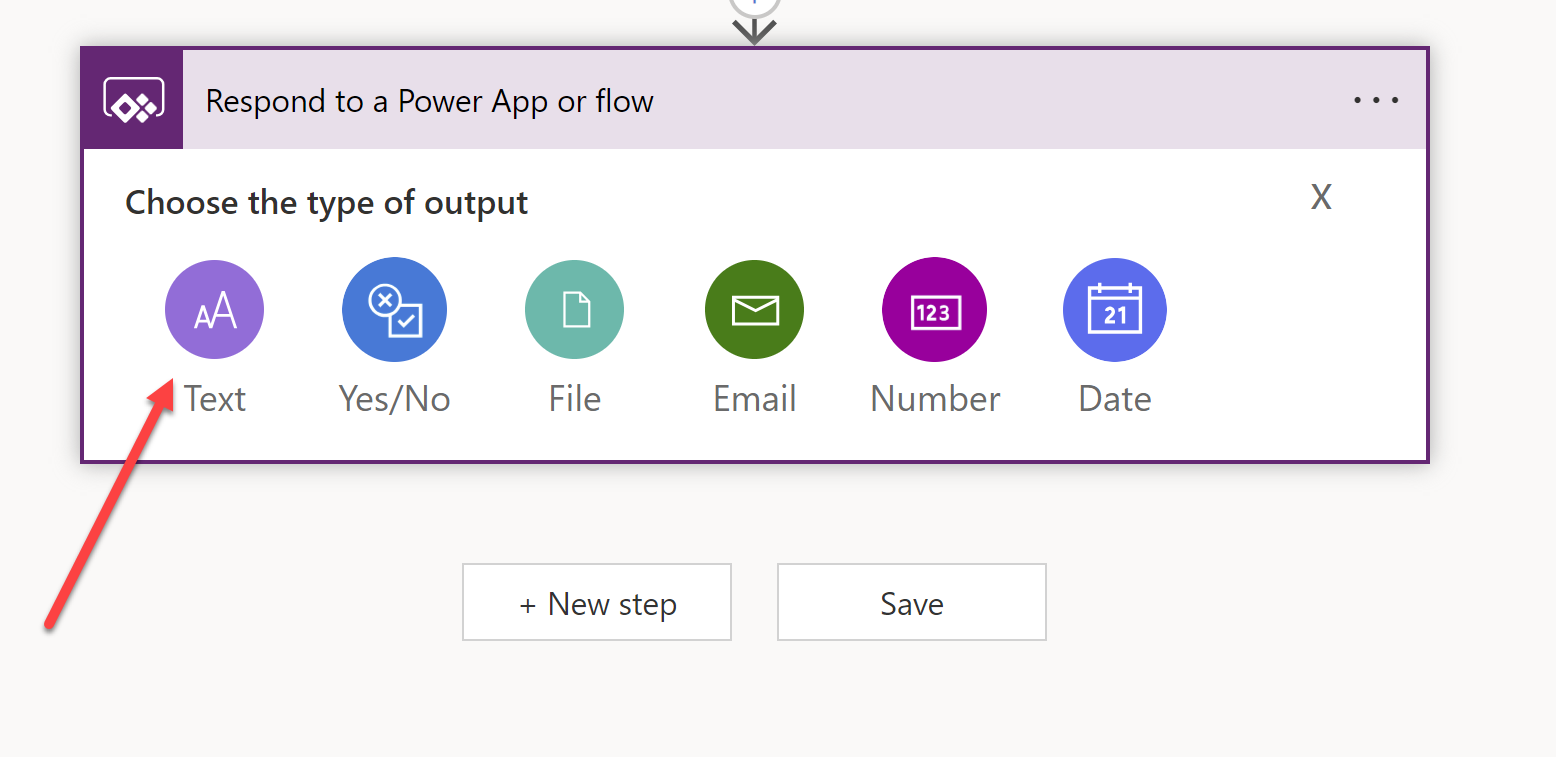 Respond to a Power App or flow
...
Choose the type of output
X
AA
123
21
Text
Yes/No
File
Email
Number
Date
+ New step
Save